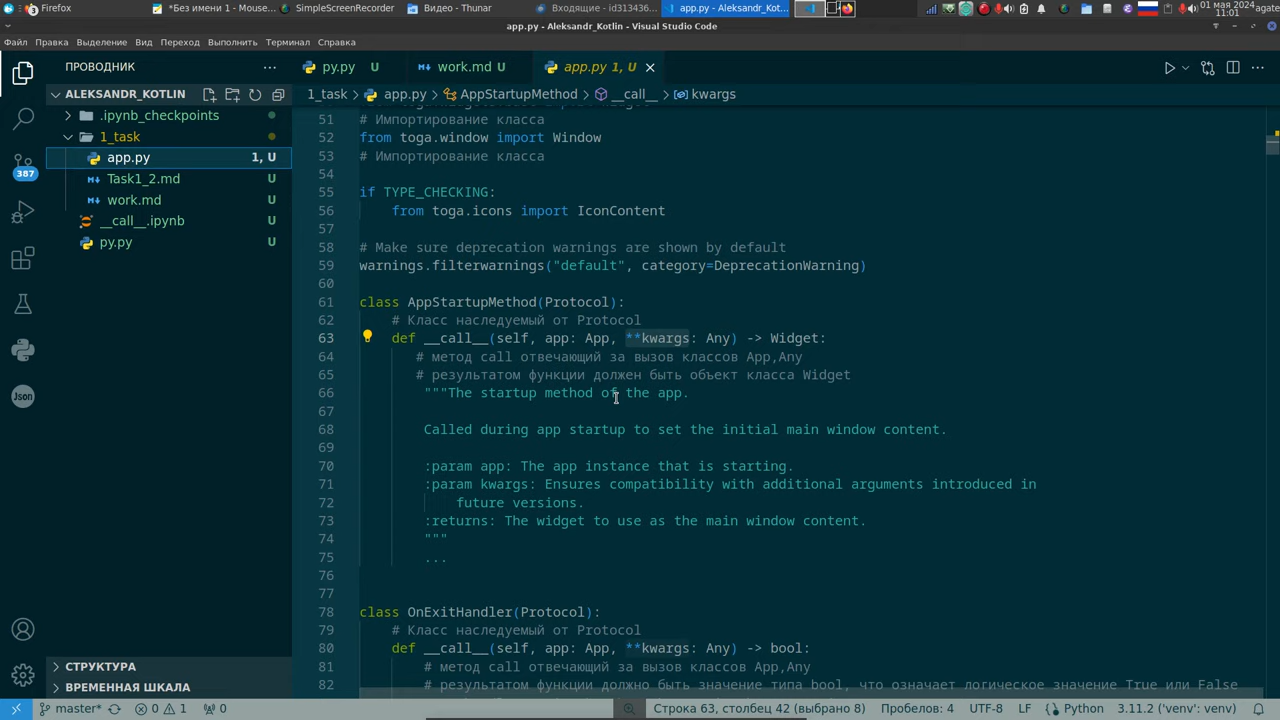 Firefox
*Без имени 1 - Mouse...
SimpleScreenRecorder
Видео - Thunar
Входящие - id313436...
app.py - Aleksandr_Kotlin...
01 мая 2024
11:01
agate
app.py - Aleksandr_Kotlin - Visual Studio Code
Файл Правка Выделение Вид Переход Выполнить Терминал Справка
ПРОВОДНИК
py.py U
work.md U
app.py 1, U
ALEKSANDR_KOTLIN
1_task > app.py > AppStartupMethod > __call__ > kwargs
.ipynb_checkpoints
1_task
app.py 1, U
Task1_2.md U
work.md U
__call__.ipynb U
py.py U
387
Json
51 # Импортирование класса
52 from toga.window import Window
53 # Импортирование класса
54
55 if TYPE_CHECKING:
56 from toga.icons import IconContent
57
58 # Make sure deprecation warnings are shown by default
59 warnings.filterwarnings("default", category=DeprecationWarning)
60
61 class AppStartupMethod(Protocol):
62 # Класс наследуемый от Protocol
63 def __call__(self, app: App, **kwargs: Any) -> Widget:
64 # метод call отвечающий за вызов классов App,Any
65 # результатом функции должен быть объект класса Widget
66 """The startup method of the app.
67
68 Called during app startup to set the initial main window content.
69
70 :param app: The app instance that is starting.
71 :param kwargs: Ensures compatibility with additional arguments introduced in
72 future versions.
73 :returns: The widget to use as the main window content.
74 """
75 ...
76
77
78 class OnExitHandler(Protocol):
79 # Класс наследуемый от Protocol
80 def __call__(self, app: App, **kwargs: Any) -> bool:
81 # метод call отвечающий за вызов классов App,Any
82 # результатом функции должно быть значение типа bool, что означает логическое значение True или False
СТРУКТУРА
ВРЕМЕННАЯ ШКАЛА
master* 0 1 0 Строка 63, столбец 42 (выбрано 8) Пробелов: 4 UTF-8 LF Python 3.11.2 ('venv': venv)